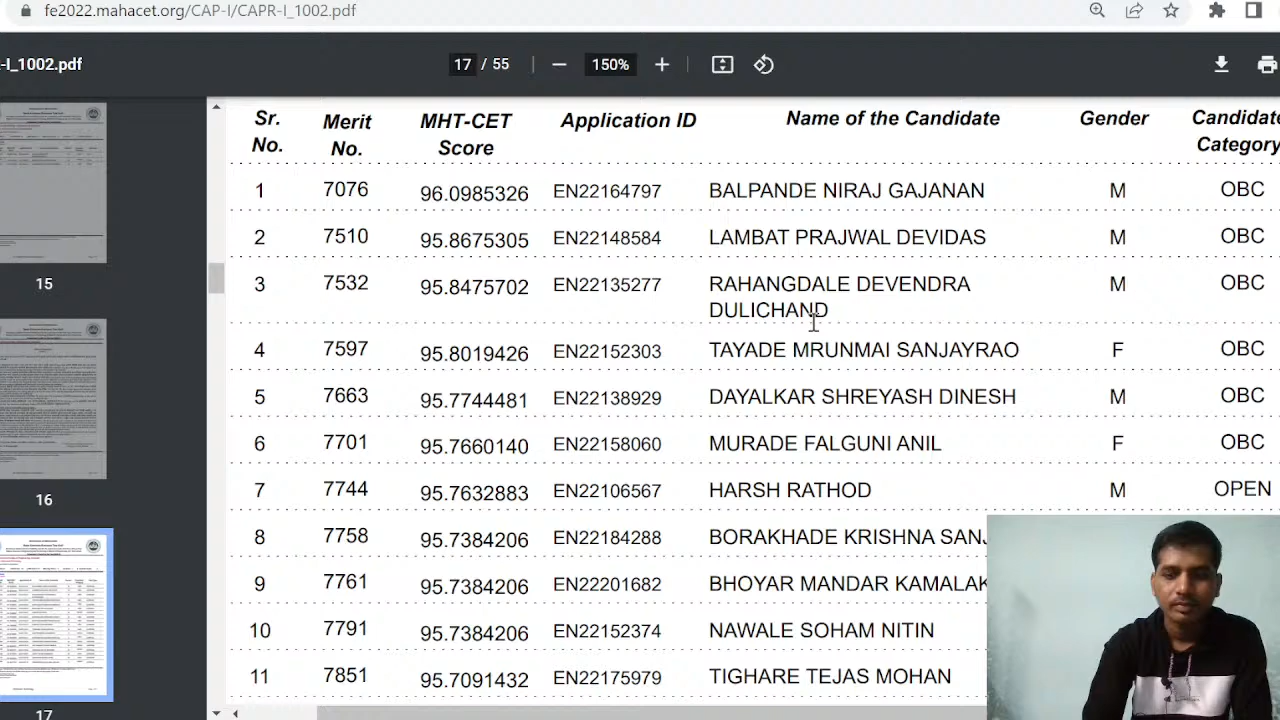 fe2022.mahacet.org/CAP-I/CAPR-I_1002.pdf
-I_1002.pdf
17 / 55
150%
Sr. No. Merit No. MHT-CET Score Application ID Name of the Candidate Gender Candidate Category
1 7076 96.0985326 EN22164797 BALPANDE NIRAJ GAJANAN M OBC
2 7510 95.8675305 EN22148584 LAMBAT PRAJWAL DEVIDAS M OBC
3 7532 95.8475702 EN22135277 RAHANGDALE DEVENDRA M OBC
DULICHAND
4 7597 95.8019426 EN22152303 TAYADE MRUNMAI SANJAYRAO F OBC
5 7663 95.7744481 EN22138929 DAYALKAR SHREYASH DINESH M OBC
6 7701 95.7660140 EN22158060 MURADE FALGUNI ANIL F OBC
7 7744 95.7632883 EN22106567 HARSH RATHOD M OPEN
8 7758 95.7384206 EN22184288 BORAKHADE KRISHNA SANJ
9 7761 95.7384206 EN22201682 BHOYAR MANDAR KAMALAK
10 7791 95.7384206 EN22152374 NAWALE SOHAM NITIN
11 7851 95.7091432 EN22175979 TIGHARE TEJAS MOHAN
15
16
17